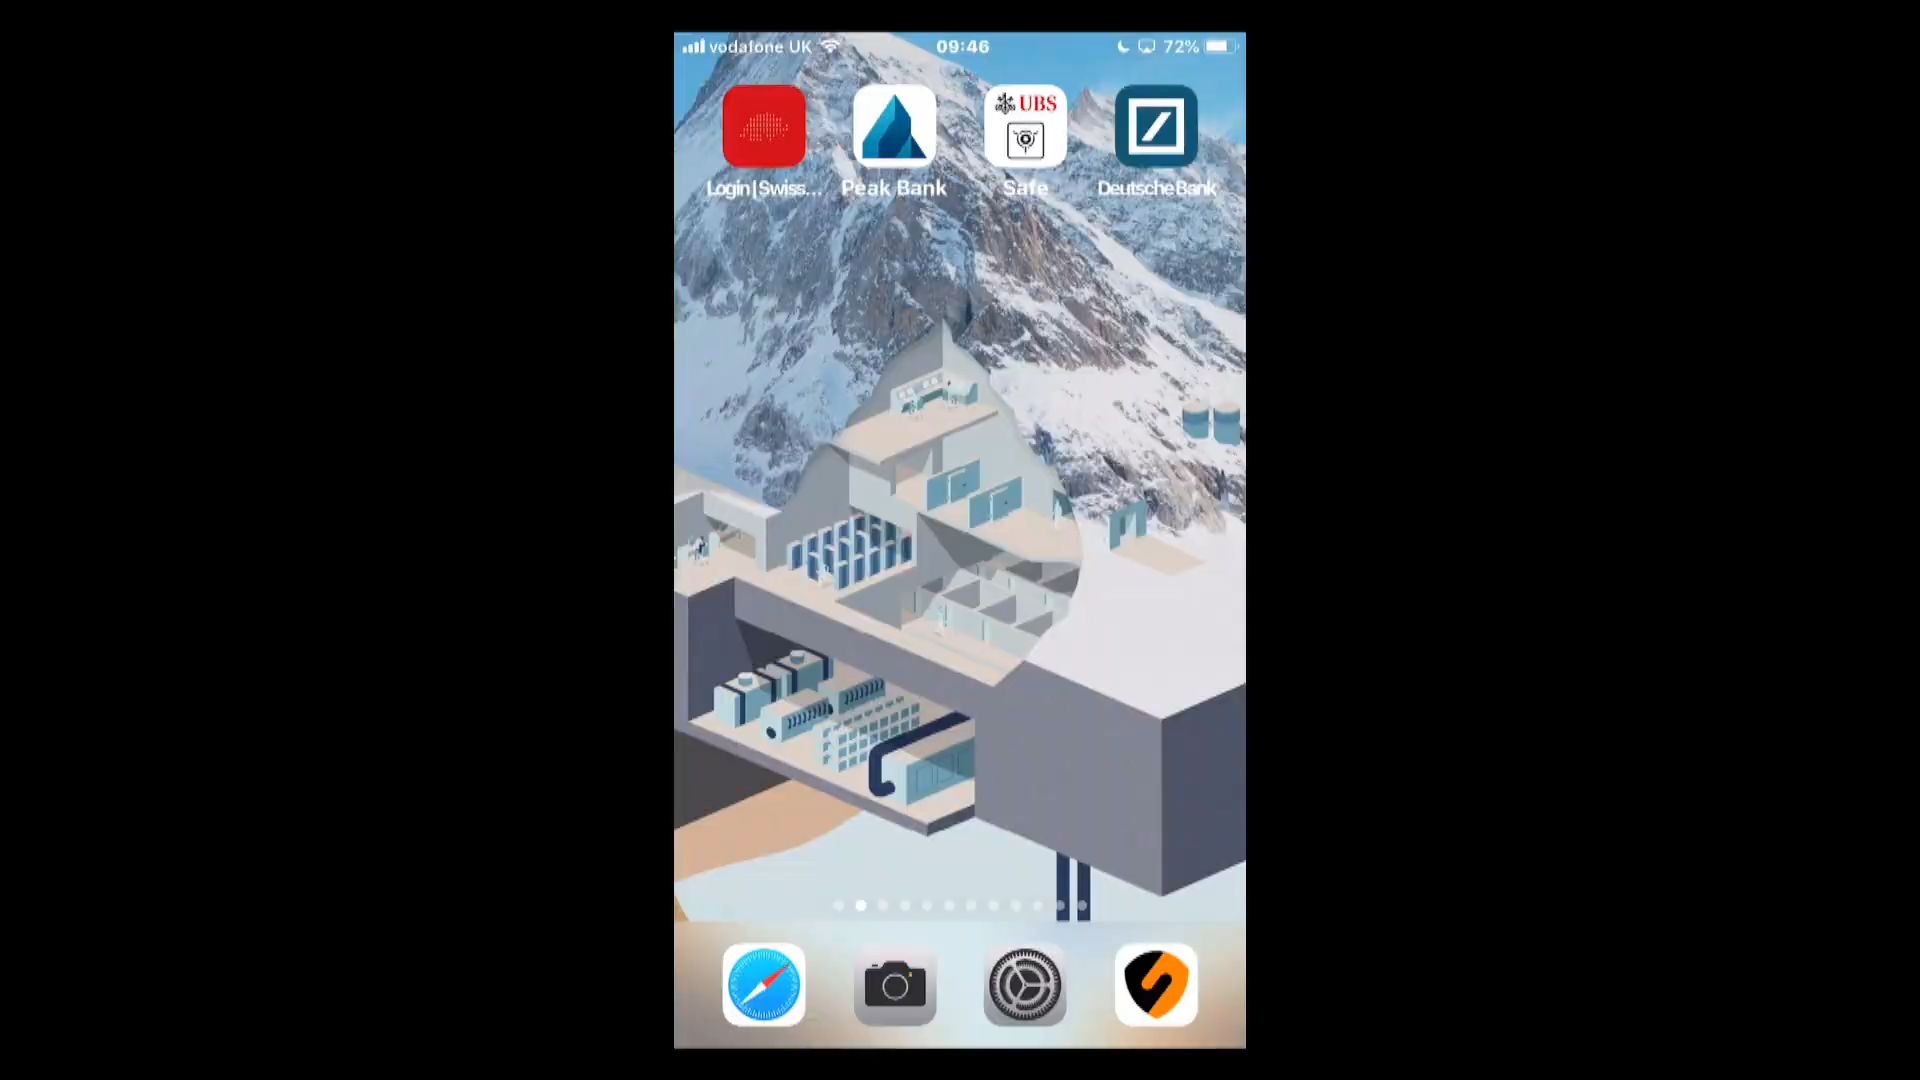 vodafone UK 09:46 72%
UBS
Login | Swiss... Peak Bank Safe Deutsche Bank